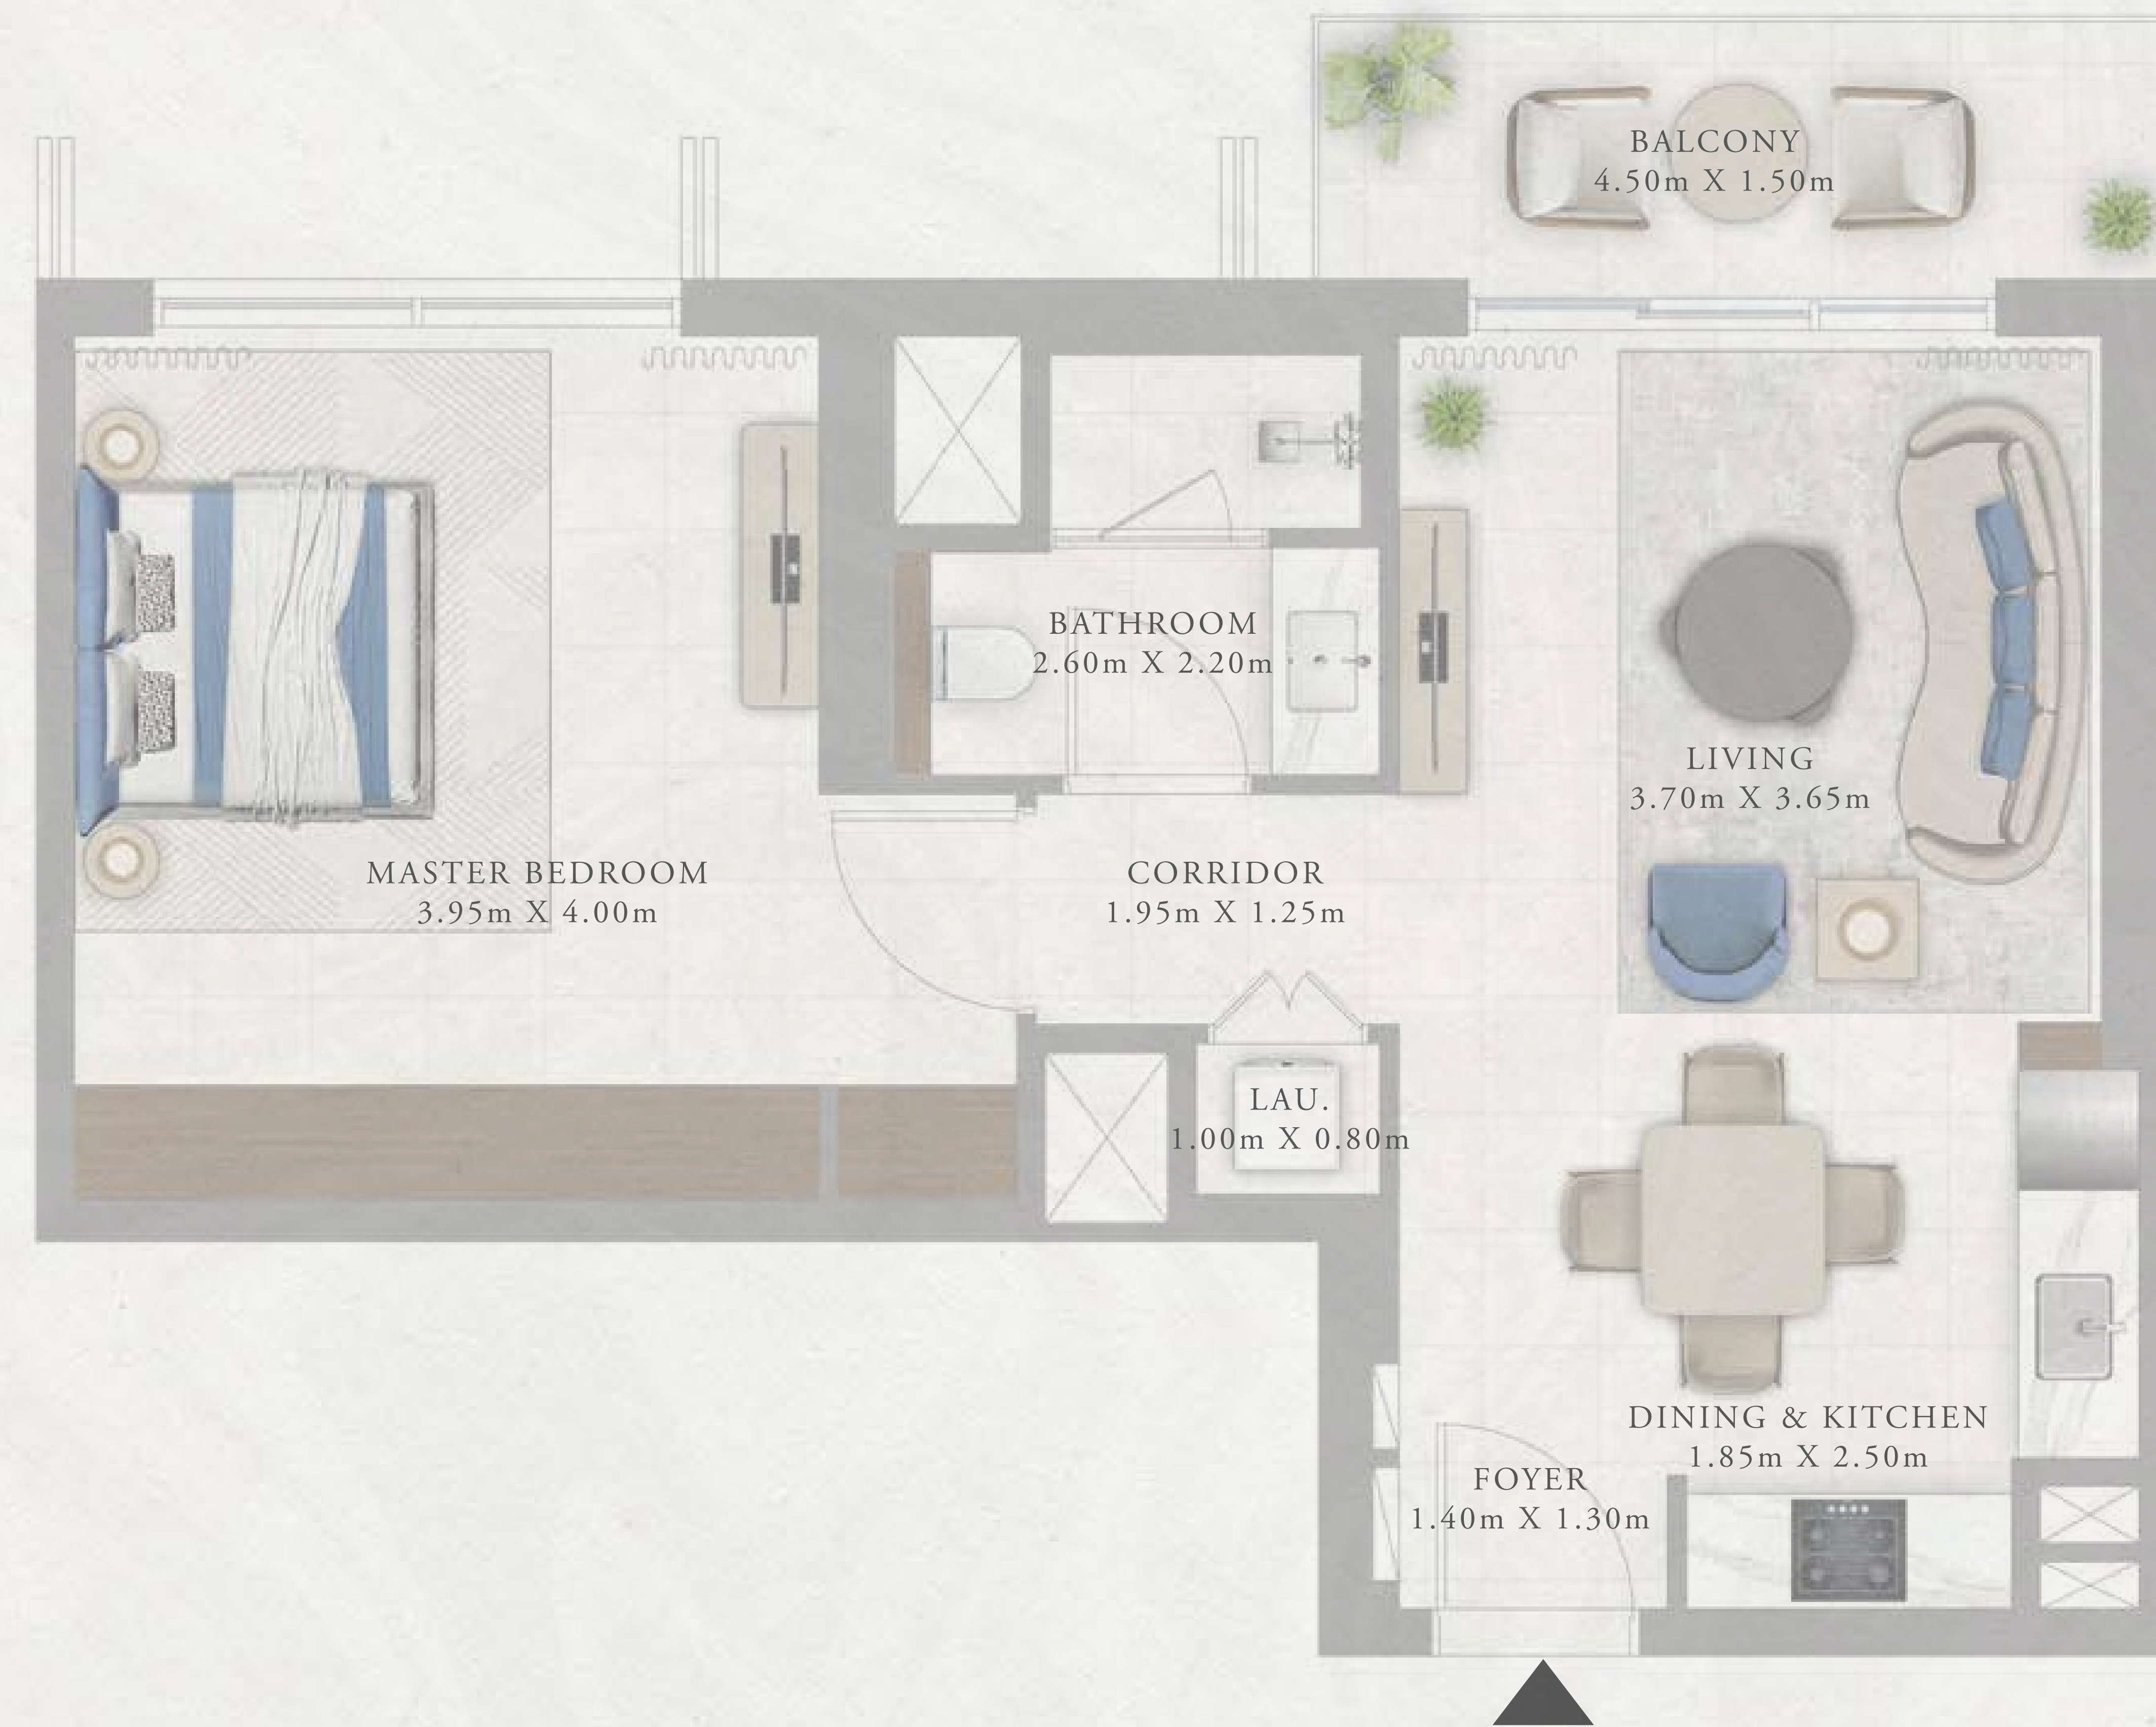 BALCONY
4.50m X 1.50m
BATHROOM
2.60m X 2.20m
LIVING
3.70m X 3.65m
MASTER BEDROOM
3.95m X 4.00m
CORRIDOR
1.95m X 1.25m
LAU.
1.00m X 0.80m
DINING & KITCHEN
1.85m X 2.50m
FOYER
1.40m X 1.30m